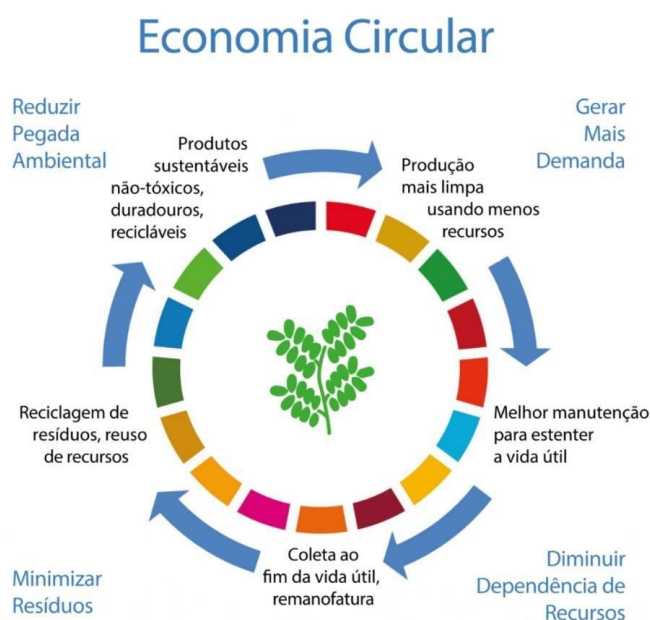 Economia Circular
Reduzir
Pegada
Ambiental
Gerar
Mais
Demanda
Produtos
sustentáveis
não-tóxicos,
duradouros,
recicláveis
Produção
mais limpa
usando menos
recursos
Melhor manutenção
para estenter
a vida útil
Coleta ao
fim da vida útil,
remanofatura
Reciclagem de
resíduos, reuso
de recursos
Minimizar
Resíduos
Diminuir
Dependência de
Recursos